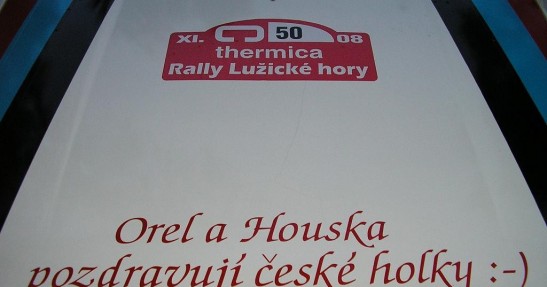 XI. 50 08
thermica
Rally Lužické hory
Orel a Houska
pozdravují české holky :-)